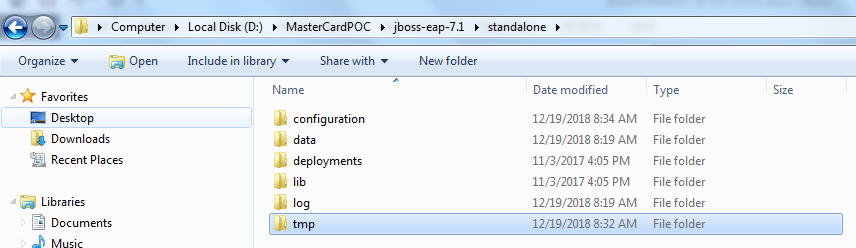 Computer Local Disk (D:) MasterCardPOC jboss-eap-7.1 standalone
Organize Open Include in library Share with New folder
Favorites
Desktop
Downloads
Recent Places
Libraries
Documents
Music
Name Date modified Type Size
configuration 12/19/2018 8:34 AM File folder
data 12/19/2018 8:19 AM File folder
deployments 11/3/2017 4:05 PM File folder
lib 11/3/2017 4:05 PM File folder
log 12/19/2018 8:19 AM File folder
tmp 12/19/2018 8:32 AM File folder